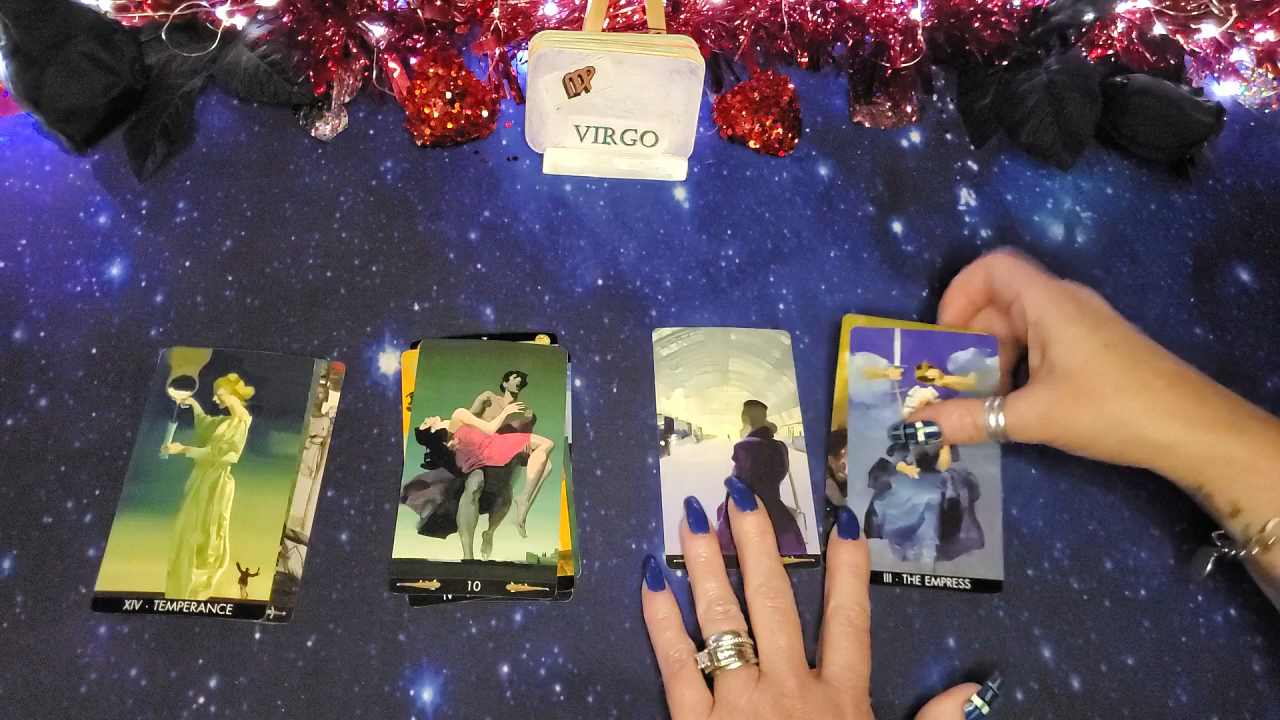 VIRGO
XIV · TEMPERANCE
10
III · THE EMPRESS